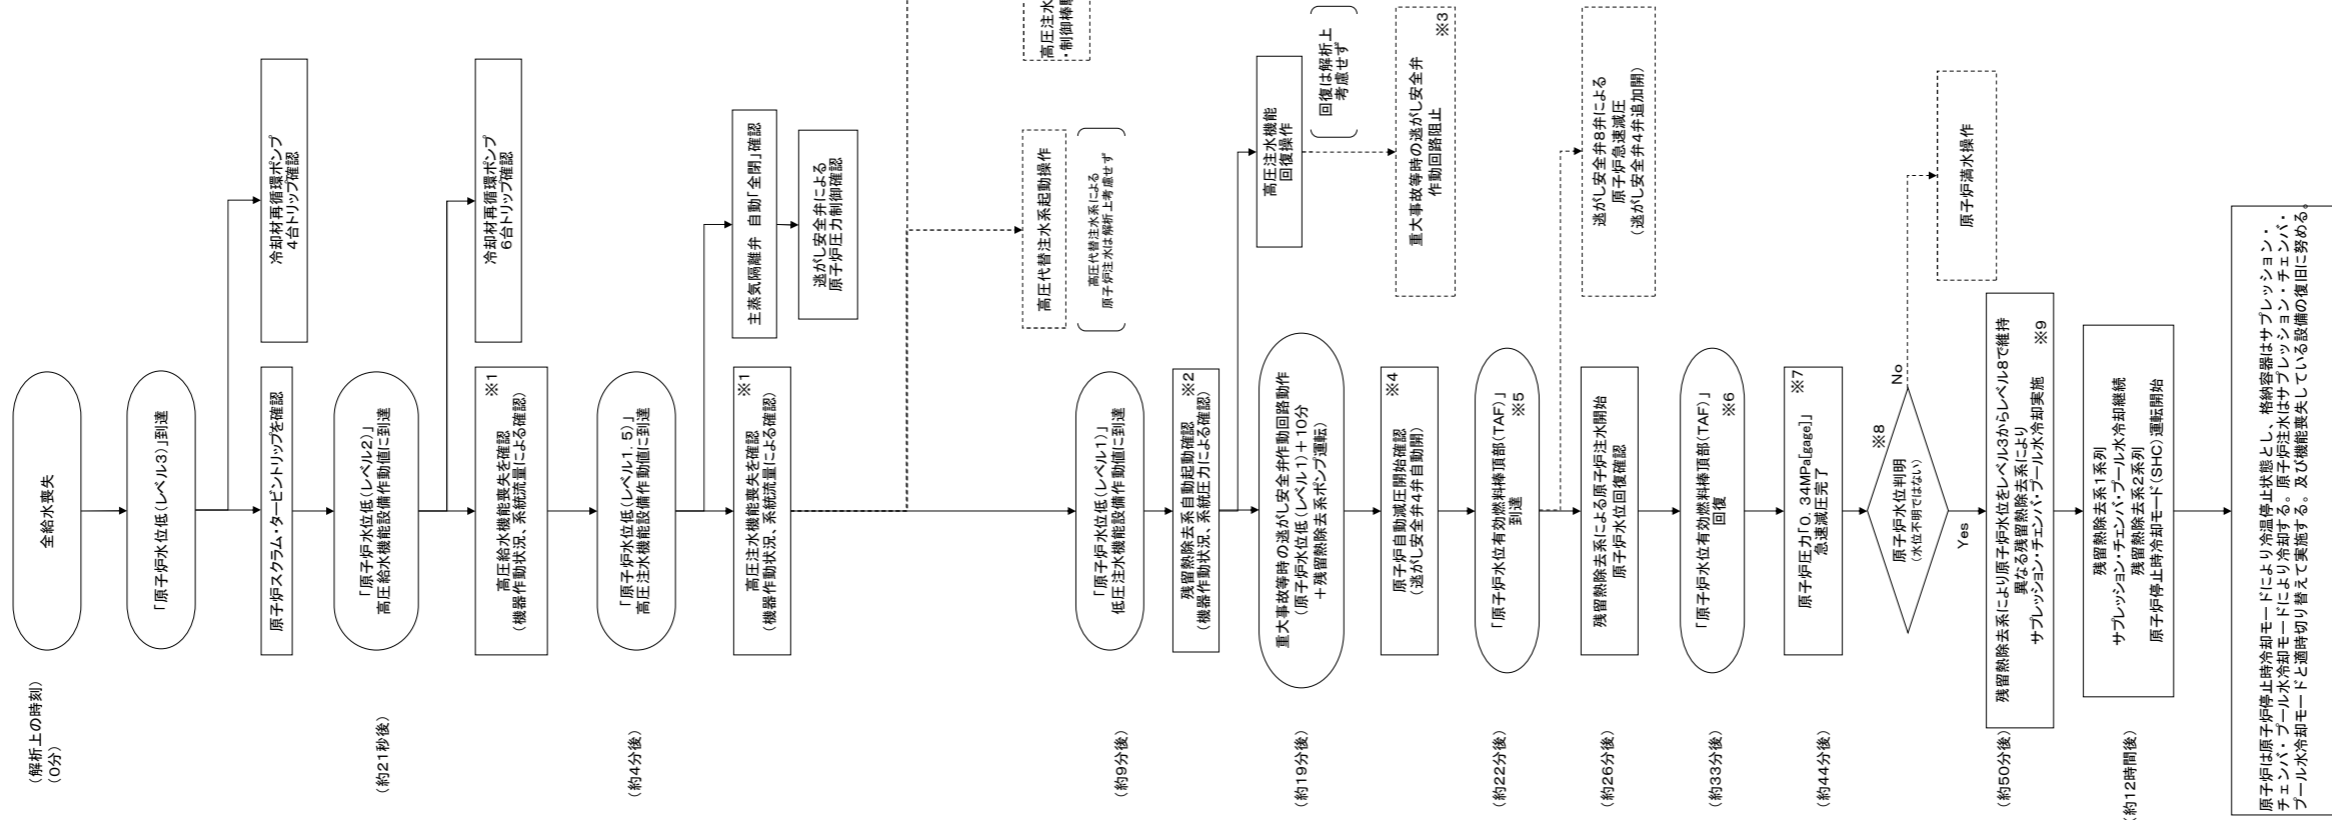 (解析上の時刻)
(0分)
全給水喪失
「原子炉水位低(レベル3)」到達
原子炉スクラム・タービントリップを確認
冷却材再循環ポンプ
4台トリップ確認
(約21秒後)
「原子炉水位低(レベル2)」
高圧給水機能設備作動値に到達
高圧給水機能喪失を確認
(機器作動状況、系統流量による確認)
※1
冷却材再循環ポンプ
6台トリップ確認
(約4分後)
「原子炉水位低(レベル1.5)」
高圧注水機能設備作動値に到達
高圧注水機能喪失を確認
(機器作動状況、系統流量による確認)
※1
主蒸気隔離弁 自動「全閉」確認
逃がし安全弁による
原子炉圧力制御確認
高圧代替注水系起動操作
高圧代替注水系による
原子炉注水は解析上考慮せず
高圧注水
・制御棒
(約9分後)
「原子炉水位低(レベル1)」
低圧注水機能設備作動値に到達
残留熱除去系自動起動確認
(機器作動状況、系統圧力による確認)
※2
高圧注水機能
回復操作
回復は解析上
考慮せず
(約19分後)
重大事故等時の逃がし安全弁作動回路動作
(原子炉水位低(レベル1)+10分
+残留熱除去系ポンプ運転)
重大事故等時の逃がし安全弁
作動回路阻止
※3
原子炉自動減圧開始確認
(逃がし安全弁4弁自動開)
※4
(約22分後)
「原子炉水位有効燃料棒頂部(TAF)」
到達
※5
逃がし安全弁8弁による
原子炉急速減圧
(逃がし安全弁4弁追加開)
(約26分後)
残留熱除去系による原子炉注水開始
原子炉水位回復確認
(約33分後)
「原子炉水位有効燃料棒頂部(TAF)」
回復
※6
(約44分後)
原子炉圧力「0.34MPa[gage]」
急速減圧完了
※7
原子炉水位判明
(水位不明ではない)
※8
No
Yes
原子炉満水操作
(約50分後)
残留熱除去系により原子炉水位をレベル3からレベル8で維持
異なる残留熱除去系により
サプレッション・チェンバ・プール水冷却実施
※9
(約12時間後)
残留熱除去系1系列
サプレッション・チェンバ・プール水冷却継続
残留熱除去系2系列
原子炉停止時冷却モード(SHC)運転開始
原子炉は原子炉停止時冷却モードにより冷温停止状態とし、格納容器はサプレッション・
チェンバ・プール水冷却モードにより冷却する。原子炉注水はサプレッション・チェンバ・
プール水冷却モードと適時切り替えて実施する。及び機能喪失している設備の復旧に努める。